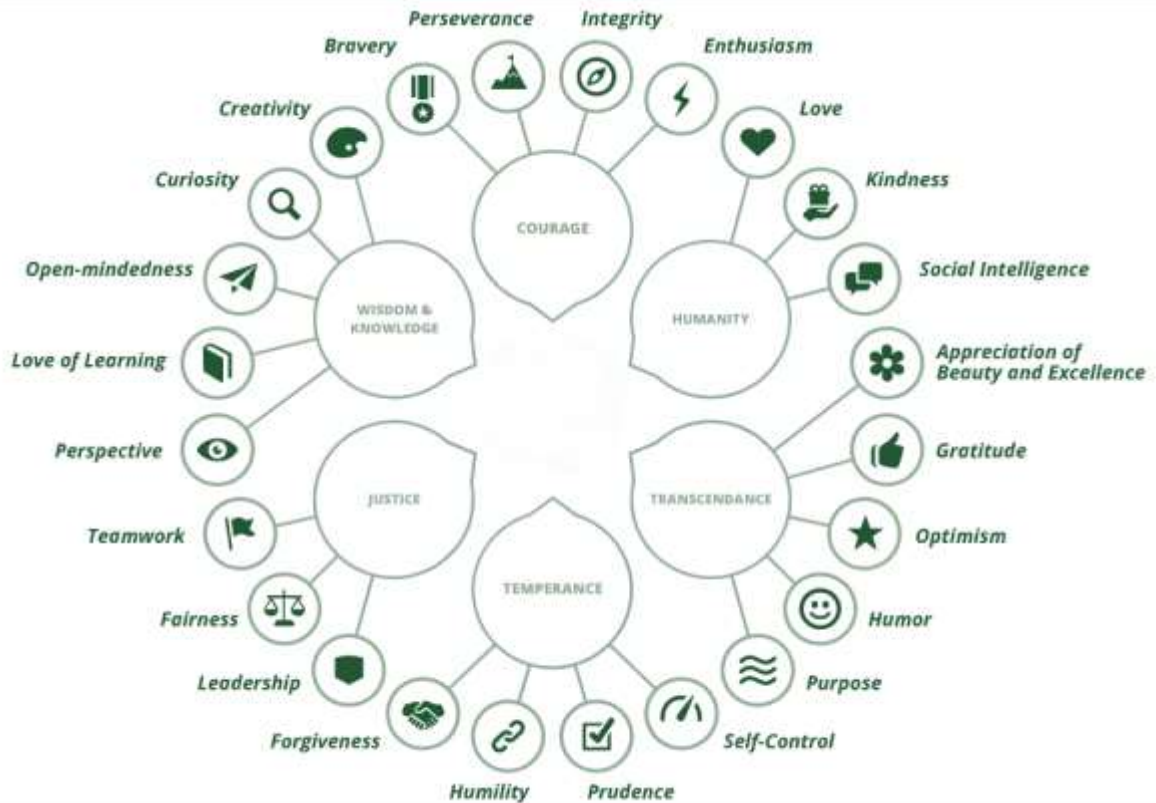 Perseverance
Integrity
Bravery
Enthusiasm
Creativity
Love
Curiosity
Kindness
COURAGE
Open-mindedness
Social Intelligence
WISDOM &
KNOWLEDGE
HUMANITY
Love of Learning
Appreciation of
Beauty and Excellence
Perspective
Gratitude
JUSTICE
TRANSCENDANCE
Teamwork
Optimism
TEMPERANCE
Fairness
Humor
Leadership
Purpose
Forgiveness
Self-Control
Humility
Prudence